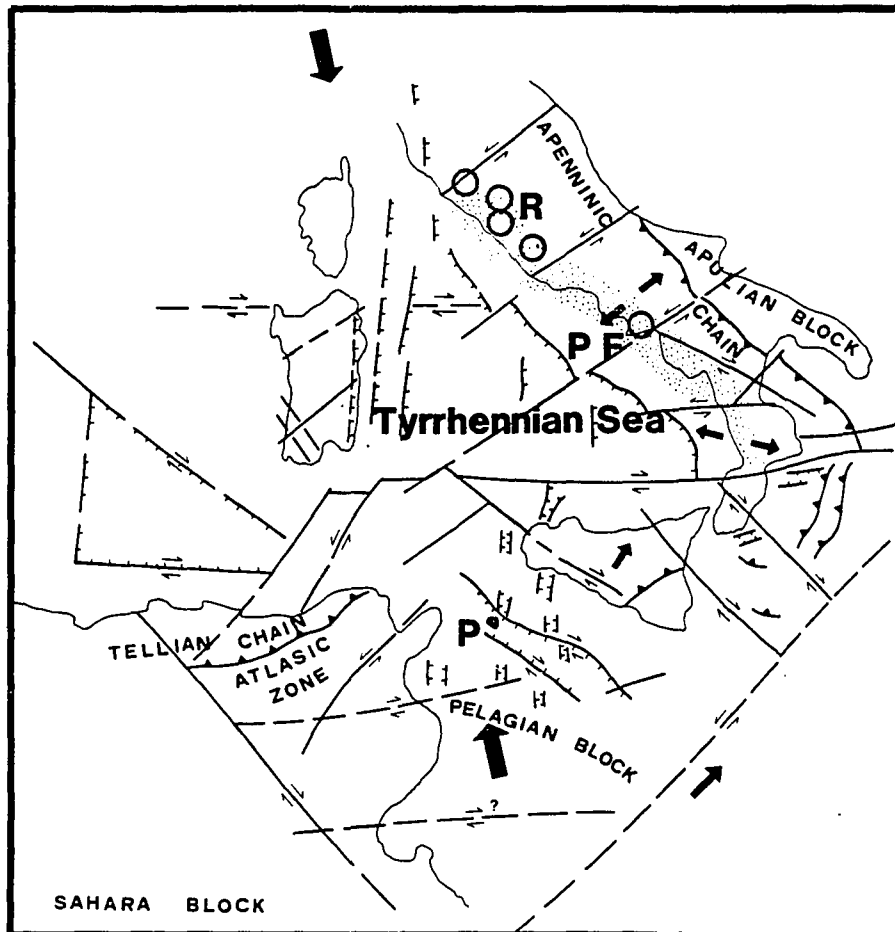 APENNINIC
R
APULIAN BLOCK
CHAIN
P F
Tyrrhennian Sea
TELLIAN CHAIN
ATLASIC
ZONE
P
PELAGIAN BLOCK
?
SAHARA BLOCK